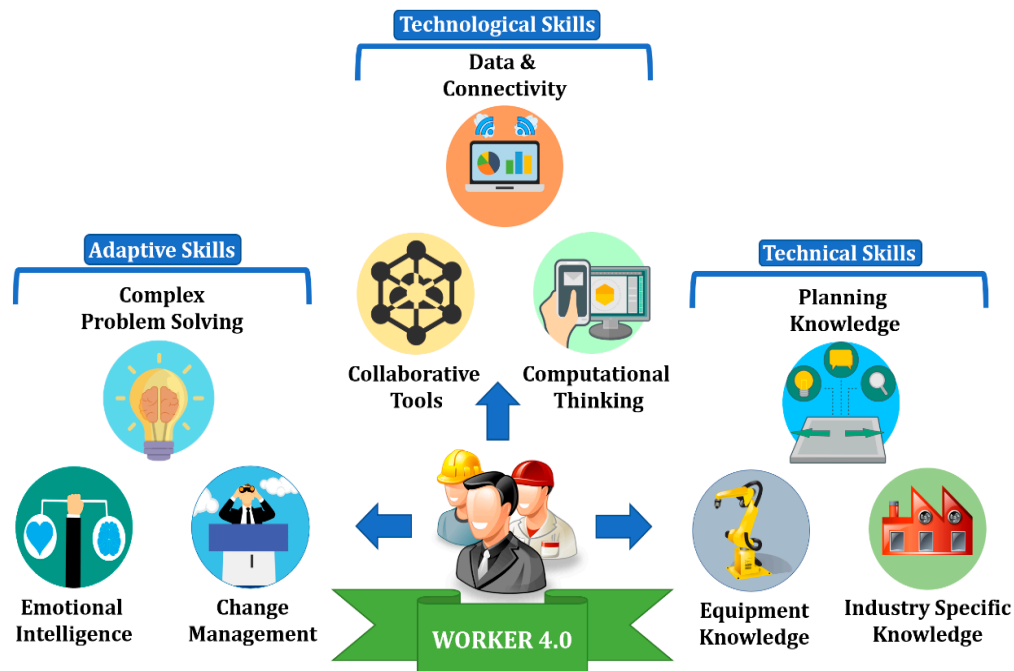 Technological Skills
Data &
Connectivity
Collaborative
Tools
Computational
Thinking
Adaptive Skills
Complex
Problem Solving
Emotional
Intelligence
Change
Management
Technical Skills
Planning
Knowledge
Equipment
Knowledge
Industry Specific
Knowledge
WORKER 4.0